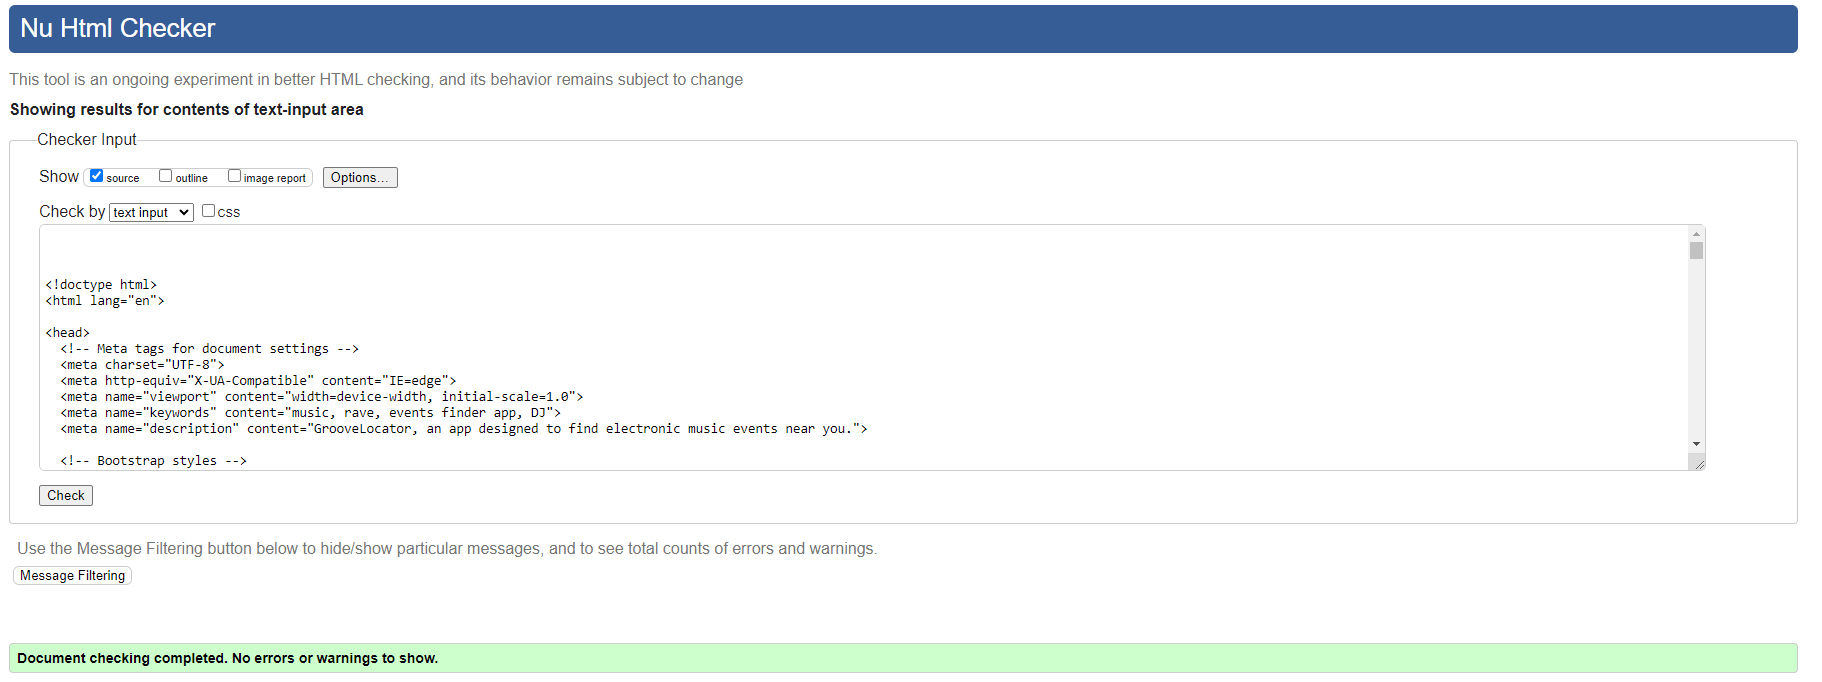 Nu Html Checker
This tool is an ongoing experiment in better HTML checking, and its behavior remains subject to change
Showing results for contents of text-input area
Checker Input
Show source outline image report Options...
Check by text input css
<!doctype html>
<html lang="en">
<head>
<!-- Meta tags for document settings -->
<meta charset="UTF-8">
<meta http-equiv="X-UA-Compatible" content="IE=edge">
<meta name="viewport" content="width=device-width, initial-scale=1.0">
<meta name="keywords" content="music, rave, events finder app, DJ">
<meta name="description" content="GrooveLocator, an app designed to find electronic music events near you.">
<!-- Bootstrap styles -->
Check
Use the Message Filtering button below to hide/show particular messages, and to see total counts of errors and warnings.
Message Filtering
Document checking completed. No errors or warnings to show.